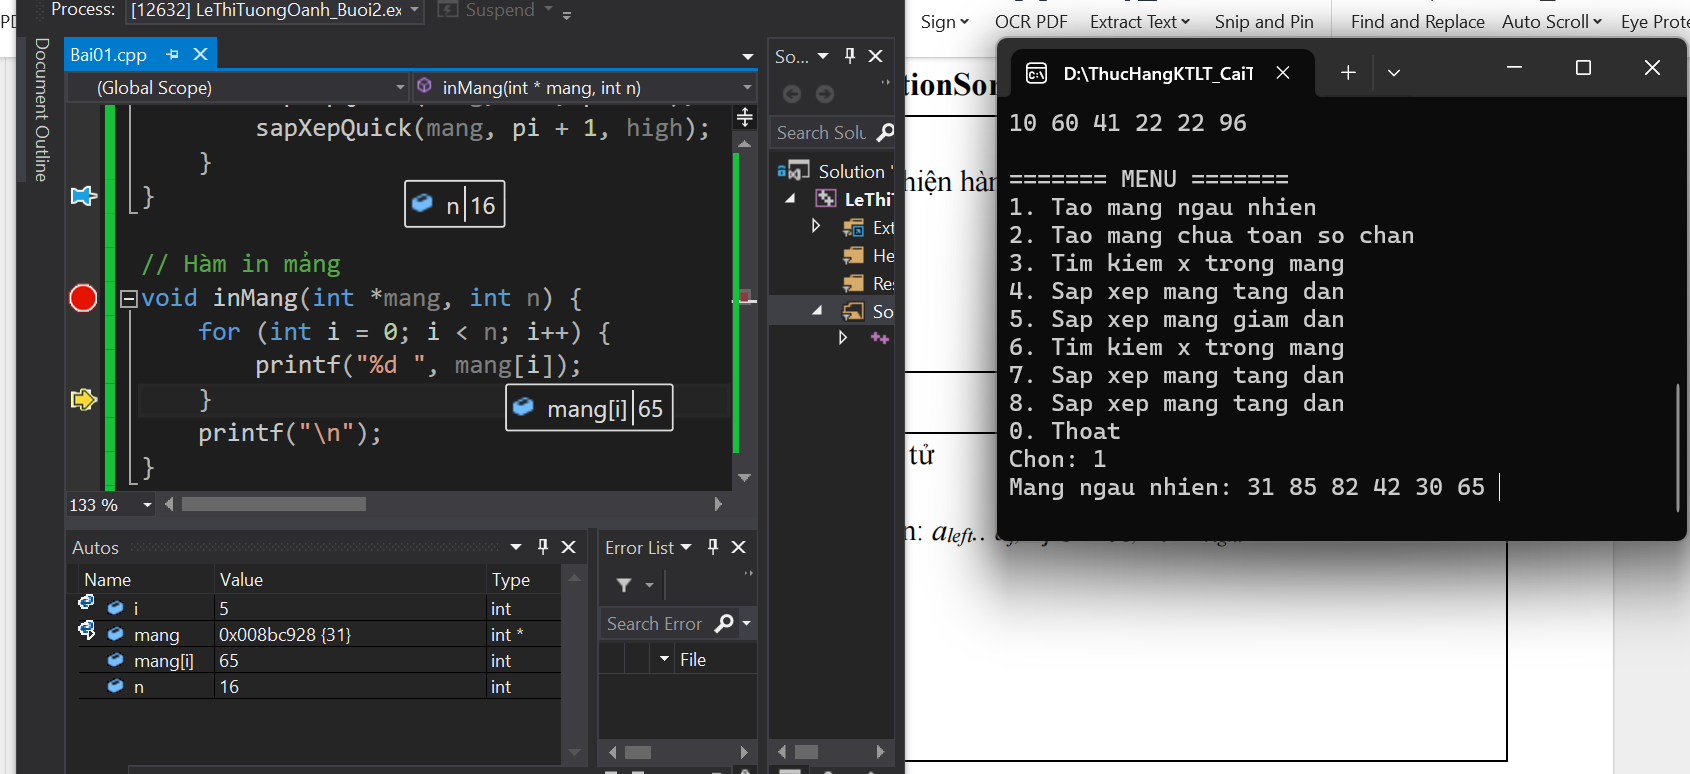 Process: [12632] LeThiTuongOanh_Buoi2.ex Suspend
Document Outline
Bai01.cpp
(Global Scope) inMang(int * mang, int n)
sapXepQuick(mang, pi + 1, high);
}
}
n 16
// Hàm in mảng
void inMang(int *mang, int n) {
for (int i = 0; i < n; i++) {
printf("%d ", mang[i]);
}
mang[i] 65
printf("\n");
}
133 %
Autos
Name Value Type
i 5 int
mang 0x008bc928 {31} int *
mang[i] 65 int
n 16 int
Error List
Search Error
File
So...
Search Solu
Solution '
LeThi
Ext
He
Res
So
Sign OCR PDF Extract Text Snip and Pin Find and Replace Auto Scroll Eye Prote
tionSor
hiện hàn
tử
n: aleft..
D:\ThucHangKTLT_CaiT
10 60 41 22 22 96
======= MENU =======
1. Tao mang ngau nhien
2. Tao mang chua toan so chan
3. Tim kiem x trong mang
4. Sap xep mang tang dan
5. Sap xep mang giam dan
6. Tim kiem x trong mang
7. Sap xep mang tang dan
8. Sap xep mang tang dan
0. Thoat
Chon: 1
Mang ngau nhien: 31 85 82 42 30 65